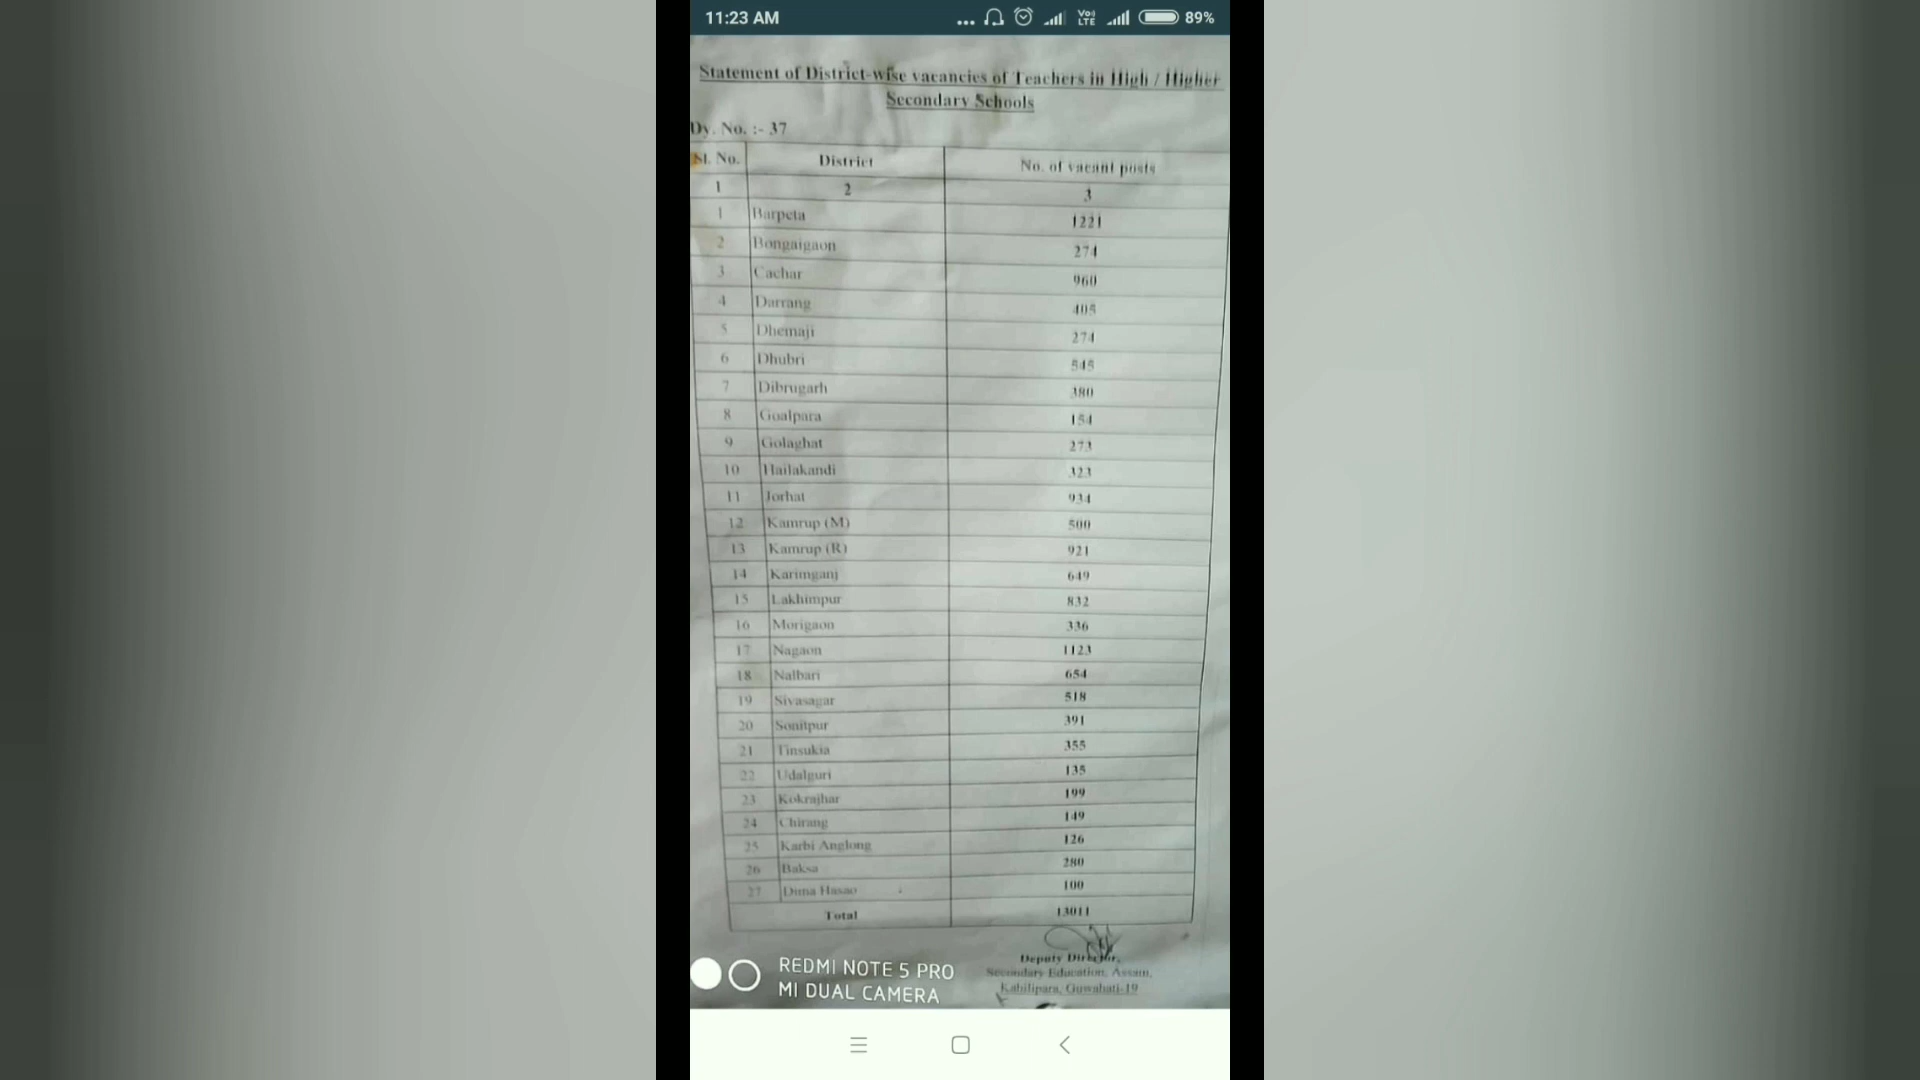 11:23 AM ... Vo) LTE 89%
Statement of District-wise vacancies of Teachers in High / Higher
Secondary Schools
Dy. No. :- 37
Sl. No. District No. of vacant posts
1 2 3
1 Barpeta 1221
2 Bongaigaon 274
3 Cachar 960
4 Darrang 405
5 Dhemaji 274
6 Dhubri 545
7 Dibrugarh 380
8 Goalpara 154
9 Golaghat 273
10 Hailakandi 323
11 Jorhat 934
12 Kamrup (M) 500
13 Kamrup (R) 921
14 Karimganj 649
15 Lakhimpur 832
16 Morigaon 336
17 Nagaon 1123
18 Nalbari 654
19 Sivasagar 518
20 Sonitpur 391
21 Tinsukia 355
22 Udalguri 135
23 Kokrajhar 199
24 Chirang 149
25 Karbi Anglong 126
26 Baksa 280
27 Dima Hasao 100
Total 13011
Deputy Director,
Secondary Education, Assam,
Kahilipara, Guwahati-19
REDMI NOTE 5 PRO
MI DUAL CAMERA